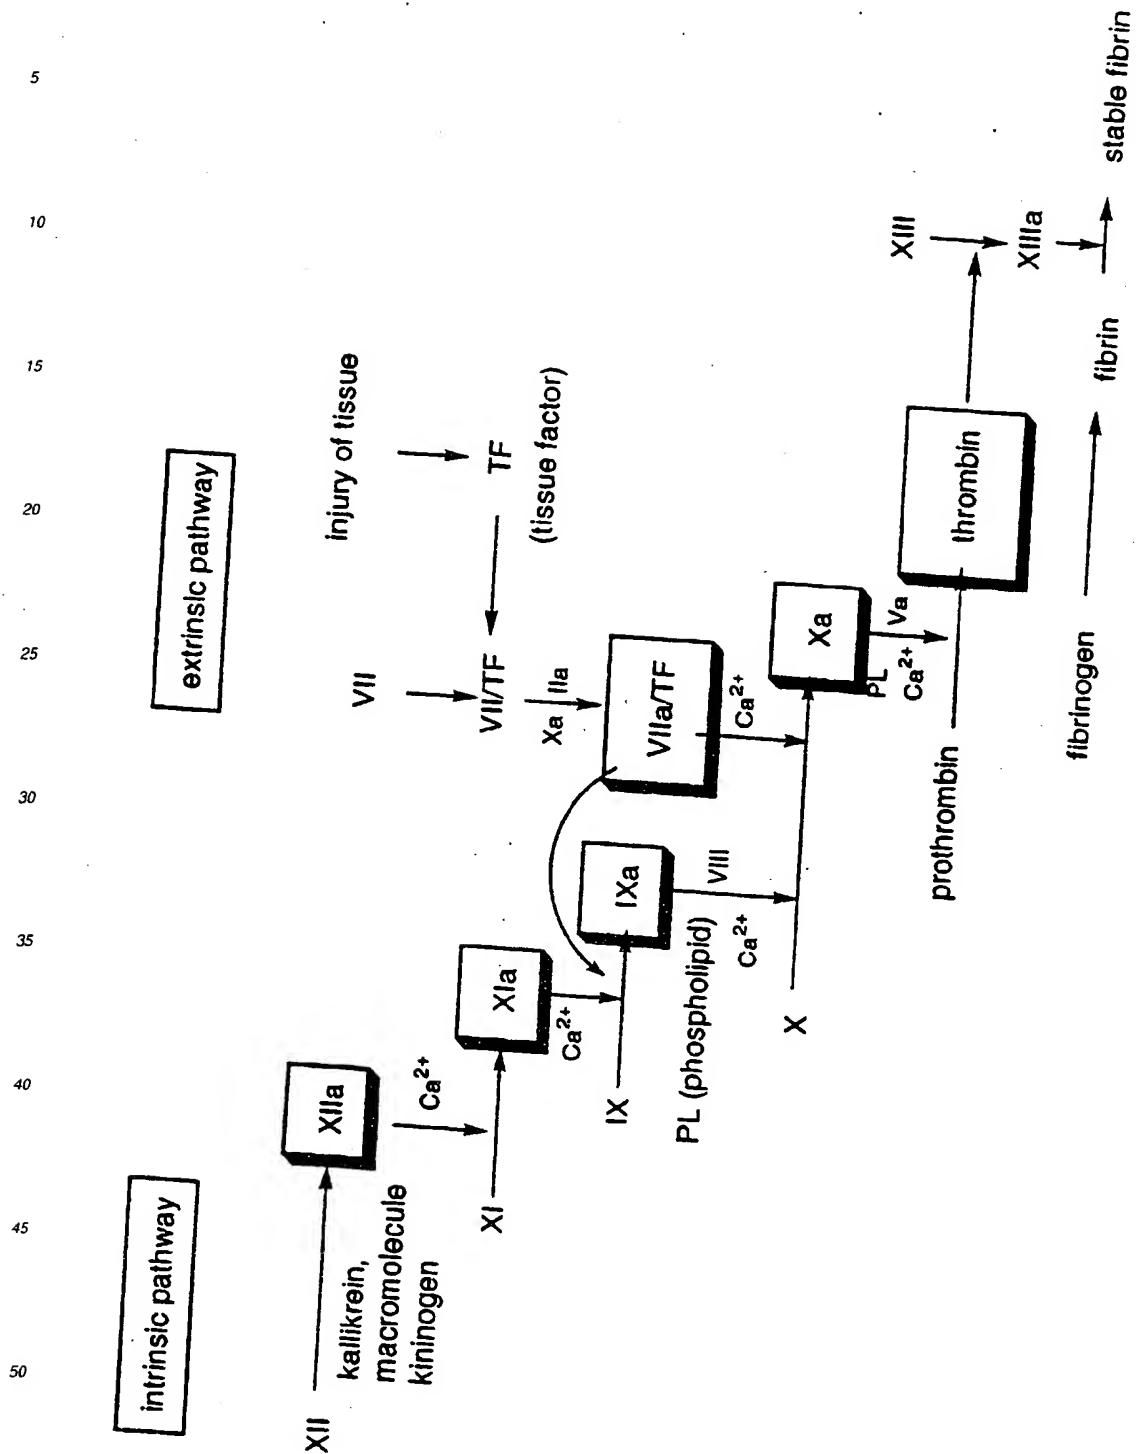 intrinsic pathway
extrinsic pathway
XII
XIIa
kallikrein,
macromolecule
kininogen
Ca²⁺
XI
XIa
Ca²⁺
IX
IXa
PL (phospholipid)
VIII
Ca²⁺
X
Xa
injury of tissue
VII
TF
(tissue factor)
VII/TF
Xa
IIa
VIIa/TF
Ca²⁺
PL
Va
Ca²⁺
prothrombin
thrombin
XIII
XIIIa
fibrinogen
fibrin
stable fibrin
5
10
15
20
25
30
35
40
45
50